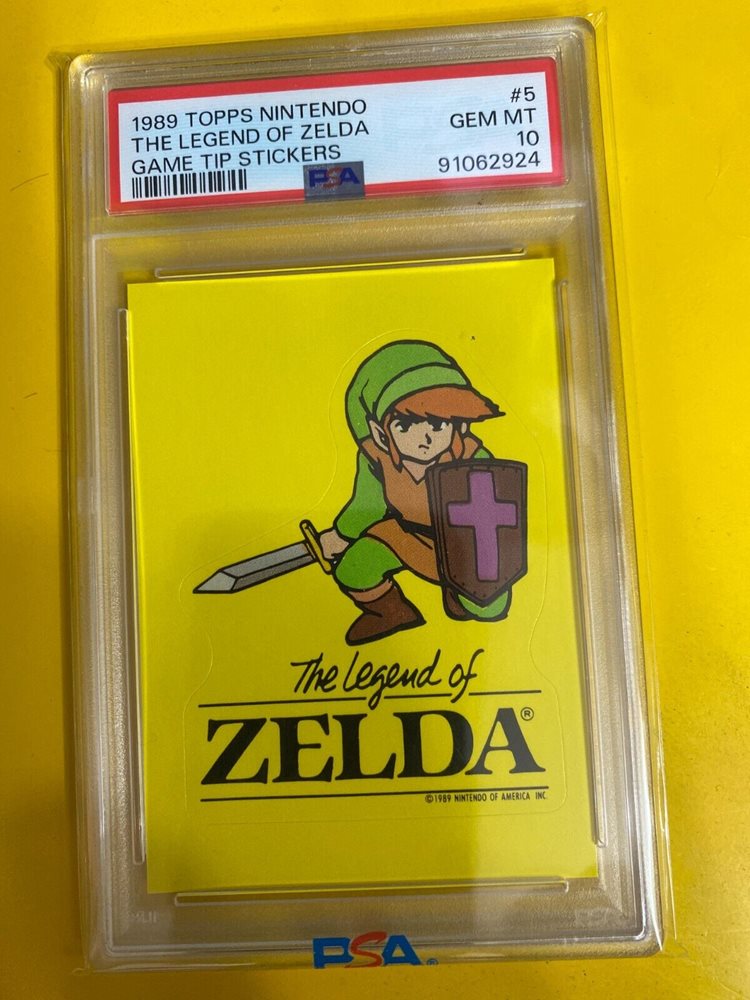 1989 TOPPS NINTENDO #5
THE LEGEND OF ZELDA GEM MT
GAME TIP STICKERS 10
PSA 91062924
The Legend of
ZELDA®
©1989 NINTENDO OF AMERICA INC
PSA®